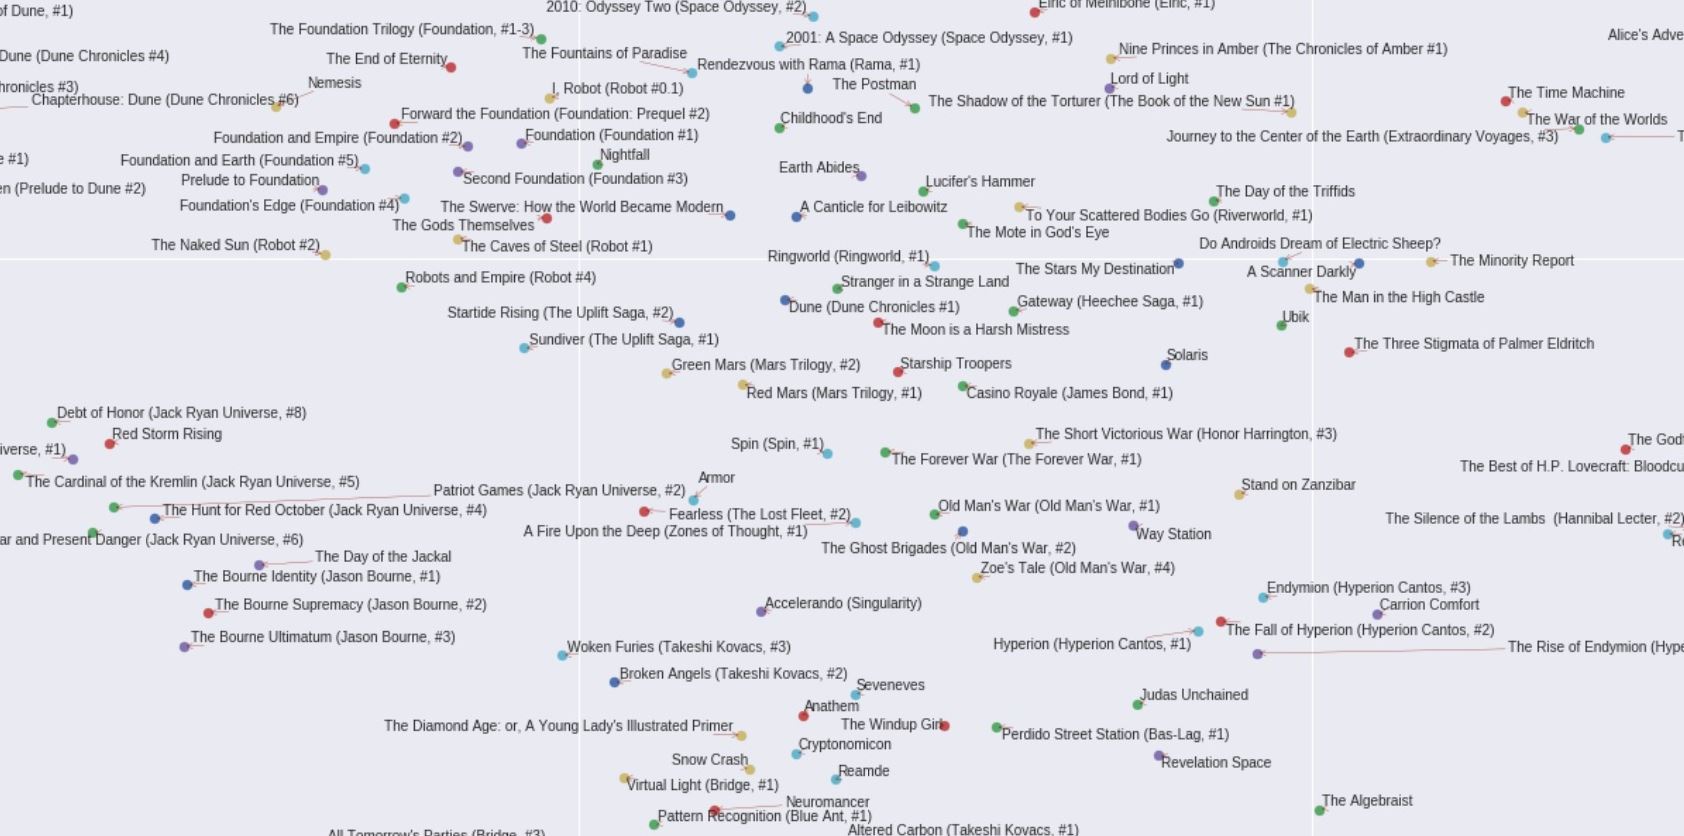 of Dune, #1)
2010: Odyssey Two (Space Odyssey, #2)
Elric of Melniboné (Elric, #1)
The Foundation Trilogy (Foundation, #1-3)
2001: A Space Odyssey (Space Odyssey, #1)
Alice's Adve
Dune (Dune Chronicles #4)
The End of Eternity
The Fountains of Paradise
Nine Princes in Amber (The Chronicles of Amber #1)
Rendezvous with Rama (Rama, #1)
hronicles #3)
Nemesis
I, Robot (Robot #0.1)
The Postman
Lord of Light
The Time Machine
Chapterhouse: Dune (Dune Chronicles #6)
The Shadow of the Torturer (The Book of the New Sun #1)
Forward the Foundation (Foundation: Prequel #2)
Childhood's End
The War of the Worlds
Foundation and Empire (Foundation #2)
Foundation (Foundation #1)
Journey to the Center of the Earth (Extraordinary Voyages, #3)
T
e #1)
Foundation and Earth (Foundation #5)
Nightfall
Earth Abides
Prelude to Foundation
Second Foundation (Foundation #3)
Lucifer's Hammer
en (Prelude to Dune #2)
The Day of the Triffids
Foundation's Edge (Foundation #4)
The Swerve: How the World Became Modern
A Canticle for Leibowitz
To Your Scattered Bodies Go (Riverworld, #1)
The Gods Themselves
The Mote in God's Eye
The Naked Sun (Robot #2)
The Caves of Steel (Robot #1)
Do Androids Dream of Electric Sheep?
Ringworld (Ringworld, #1)
The Stars My Destination
A Scanner Darkly
The Minority Report
Robots and Empire (Robot #4)
Stranger in a Strange Land
The Man in the High Castle
Dune (Dune Chronicles #1)
Gateway (Heechee Saga, #1)
Startide Rising (The Uplift Saga, #2)
Ubik
The Moon is a Harsh Mistress
Sundiver (The Uplift Saga, #1)
The Three Stigmata of Palmer Eldritch
Solaris
Green Mars (Mars Trilogy, #2)
Starship Troopers
Red Mars (Mars Trilogy, #1)
Casino Royale (James Bond, #1)
Debt of Honor (Jack Ryan Universe, #8)
Red Storm Rising
The Short Victorious War (Honor Harrington, #3)
The God
iverse, #1)
Spin (Spin, #1)
The Forever War (The Forever War, #1)
The Best of H.P. Lovecraft: Bloodcu
The Cardinal of the Kremlin (Jack Ryan Universe, #5)
Armor
Patriot Games (Jack Ryan Universe, #2)
Stand on Zanzibar
The Hunt for Red October (Jack Ryan Universe, #4)
Fearless (The Lost Fleet, #2)
Old Man's War (Old Man's War, #1)
The Silence of the Lambs (Hannibal Lecter, #2)
A Fire Upon the Deep (Zones of Thought, #1)
Way Station
ar and Present Danger (Jack Ryan Universe, #6)
The Ghost Brigades (Old Man's War, #2)
Re
The Day of the Jackal
Zoe's Tale (Old Man's War, #4)
The Bourne Identity (Jason Bourne, #1)
Endymion (Hyperion Cantos, #3)
The Bourne Supremacy (Jason Bourne, #2)
Accelerando (Singularity)
Carrion Comfort
The Bourne Ultimatum (Jason Bourne, #3)
The Fall of Hyperion (Hyperion Cantos, #2)
Hyperion (Hyperion Cantos, #1)
Woken Furies (Takeshi Kovacs, #3)
The Rise of Endymion (Hype
Broken Angels (Takeshi Kovacs, #2)
Seveneves
Judas Unchained
Anathem
The Diamond Age: or, A Young Lady's Illustrated Primer
The Windup Girl
Perdido Street Station (Bas-Lag, #1)
Cryptonomicon
Snow Crash
Revelation Space
Reamde
Virtual Light (Bridge, #1)
Neuromancer
The Algebraist
Pattern Recognition (Blue Ant, #1)
All Tomorrow's Parties (Bridge, #3)
Altered Carbon (Takeshi Kovacs, #1)